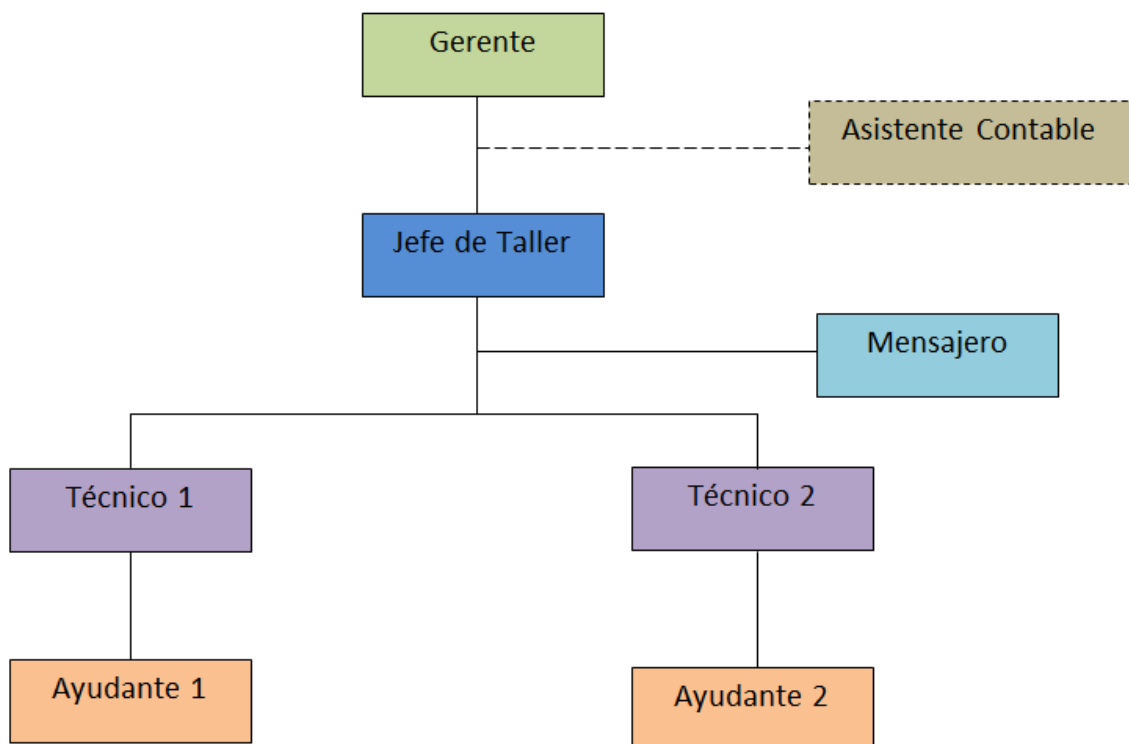 Gerente
Asistente Contable
Jefe de Taller
Mensajero
Técnico 1
Técnico 2
Ayudante 1
Ayudante 2